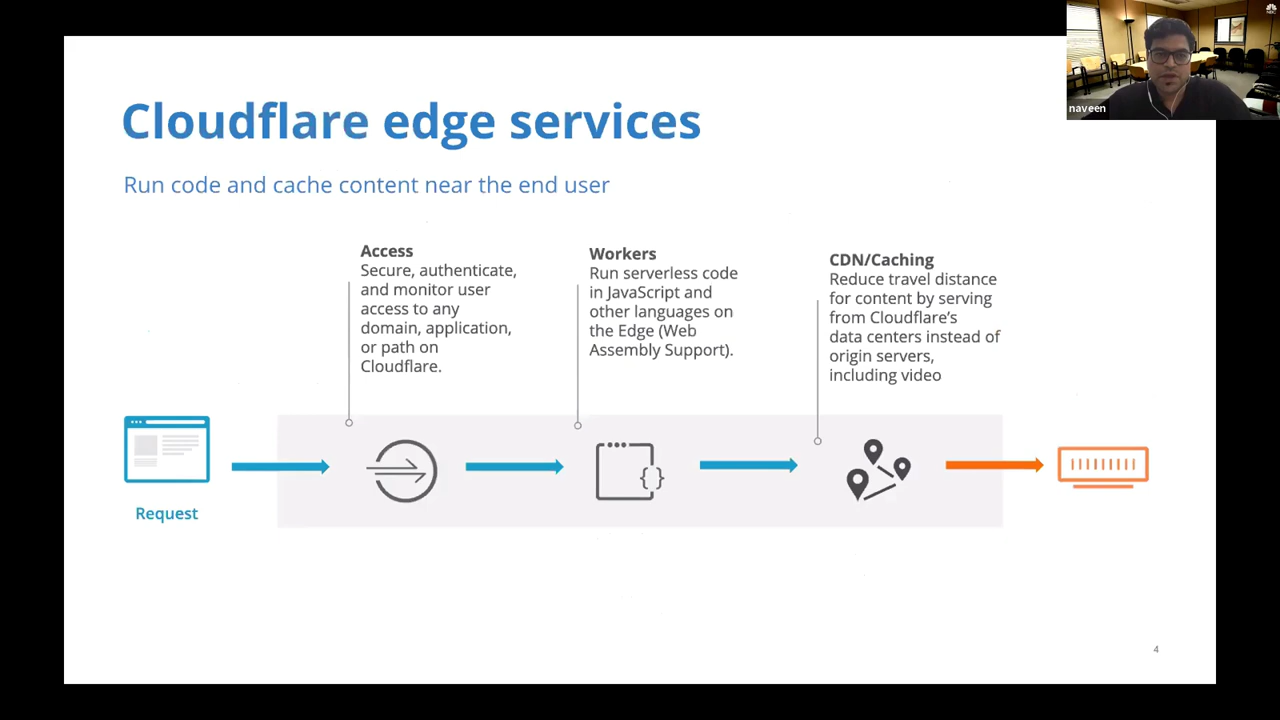 Cloudflare edge services
Run code and cache content near the end user
Access
Secure, authenticate,
and monitor user
access to any
domain, application,
or path on
Cloudflare.
Workers
Run serverless code
in JavaScript and
other languages on
the Edge (Web
Assembly Support).
CDN/Caching
Reduce travel distance
for content by serving
from Cloudflare's
data centers instead of
origin servers,
including video
Request
4
naveen
NBC